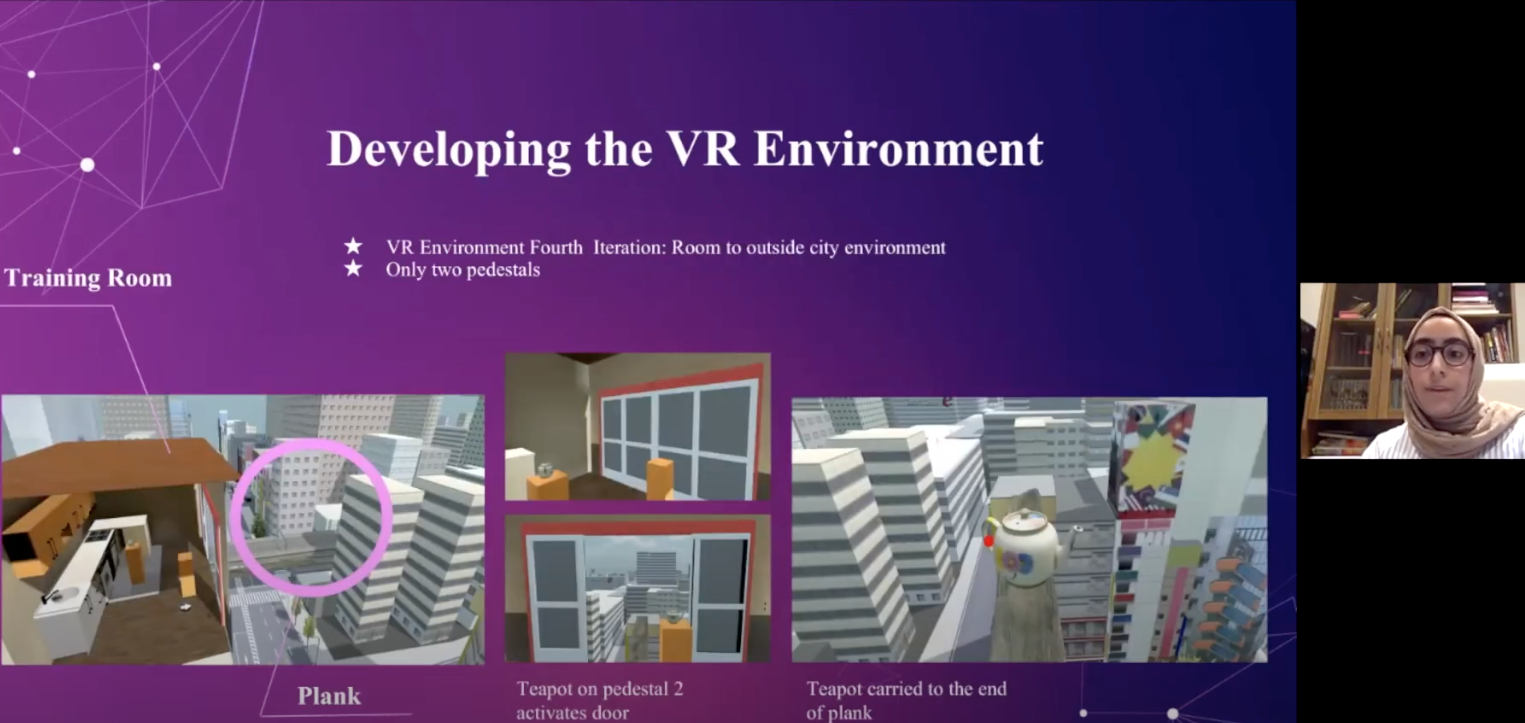 Developing the VR Environment
★ VR Environment Fourth Iteration: Room to outside city environment
★ Only two pedestals
Training Room
Plank
Teapot on pedestal 2
activates door
Teapot carried to the end
of plank